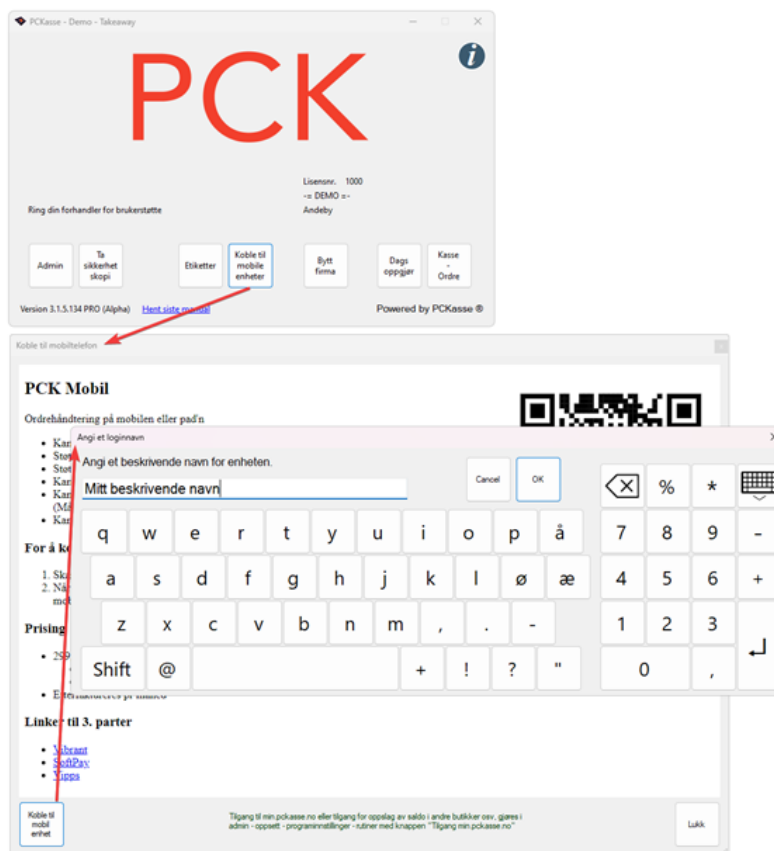 PCKasse - Demo - Takeaway
PCK
Lisensnr. 1000
-= DEMO =-
Ring din forhandler for brukerstøtte
Andeby
Admin
Ta
sikkerhet
skopi
Etiketter
Koble til
mobile
enheter
Bytt
firma
Dags
oppgjør
Kasse
-
Ordre
Version 3.1.5.134 PRO (Alpha)
Hent siste manual
Powered by PCKasse ®
Koble til mobiltelefon
PCK Mobil
Ordrehåndtering på mobilen eller pad'n
Angi et loginnavn
Angi et beskrivende navn for enheten.
Mitt beskrivende navn
Cancel
OK
% *
q w e r t y u i o p å 7 8 9 -
a s d f g h j k l ø æ 4 5 6 +
z x c v b n m , . - 1 2 3
Shift @ + ! ? " 0 ,
For å
1.
2.
Prising
299
Linker til 3. parter
Vibrant
SoftPay
Vipps
Koble til
mobil
enhet
Tilgang til min.pckasse.no eller tilgang for oppslag av saldo i andre butikker osv, gjøres i
admin - oppsett - programinnstillinger - rutiner med knappen "Tilgang min.pckasse.no"
Lukk